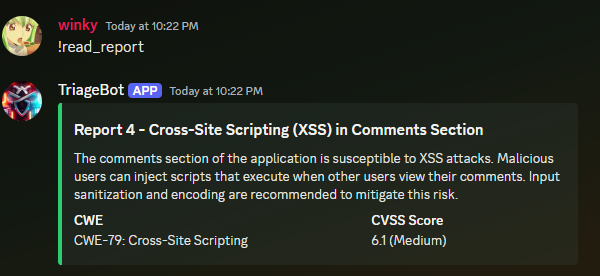 winky Today at 10:22 PM
!read_report
TriageBot APP Today at 10:22 PM
Report 4 - Cross-Site Scripting (XSS) in Comments Section
The comments section of the application is susceptible to XSS attacks. Malicious
users can inject scripts that execute when other users view their comments. Input
sanitization and encoding are recommended to mitigate this risk.
CWE CVSS Score
CWE-79: Cross-Site Scripting 6.1 (Medium)